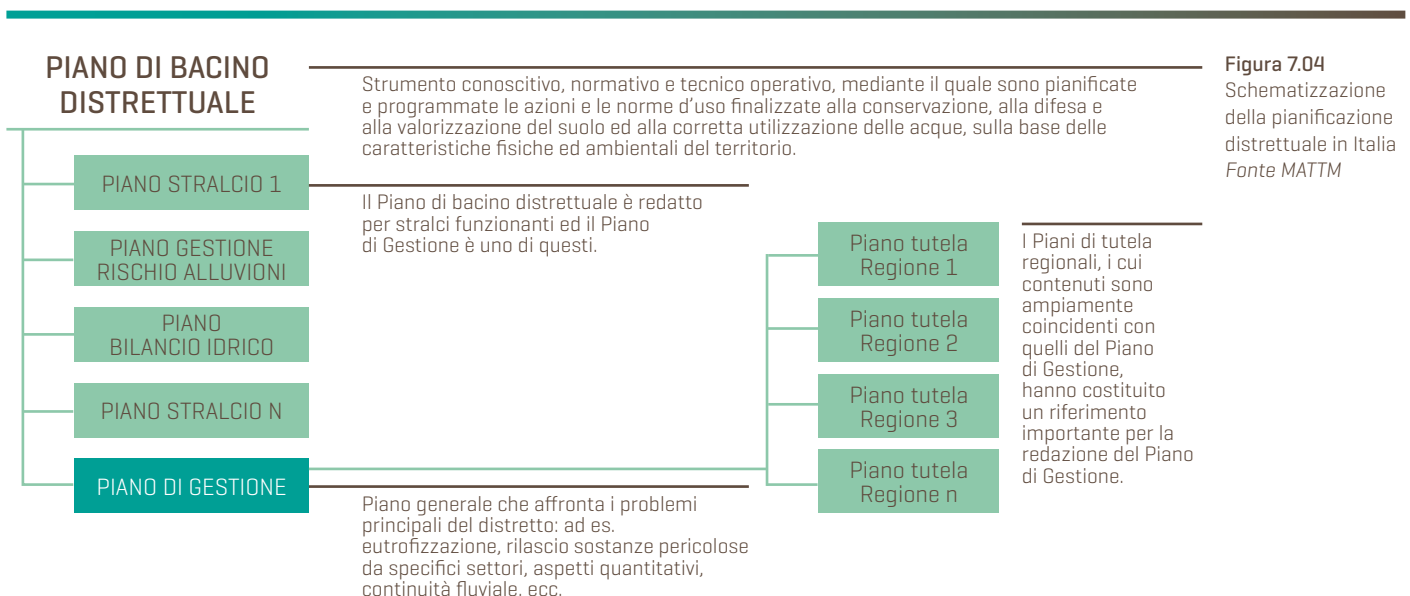 PIANO DI BACINO
DISTRETTUALE
Strumento conoscitivo, normativo e tecnico operativo, mediante il quale sono pianificate
e programmate le azioni e le norme d'uso finalizzate alla conservazione, alla difesa e
alla valorizzazione del suolo ed alla corretta utilizzazione delle acque, sulla base delle
caratteristiche fisiche ed ambientali del territorio.
Figura 7.04
Schematizzazione
della pianificazione
distrettuale in Italia
Fonte MATTM
PIANO STRALCIO 1
Il Piano di bacino distrettuale è redatto
per stralci funzionanti ed il Piano
di Gestione è uno di questi.
PIANO GESTIONE
RISCHIO ALLUVIONI
PIANO
BILANCIO IDRICO
PIANO STRALCIO N
PIANO DI GESTIONE
Piano generale che affronta i problemi
principali del distretto: ad es.
eutrofizzazione, rilascio sostanze pericolose
da specifici settori, aspetti quantitativi,
continuità fluviale, ecc.
Piano tutela
Regione 1
Piano tutela
Regione 2
Piano tutela
Regione 3
Piano tutela
Regione n
I Piani di tutela
regionali, i cui
contenuti sono
ampiamente
coincidenti con
quelli del Piano
di Gestione,
hanno costituito
un riferimento
importante per la
redazione del Piano
di Gestione.